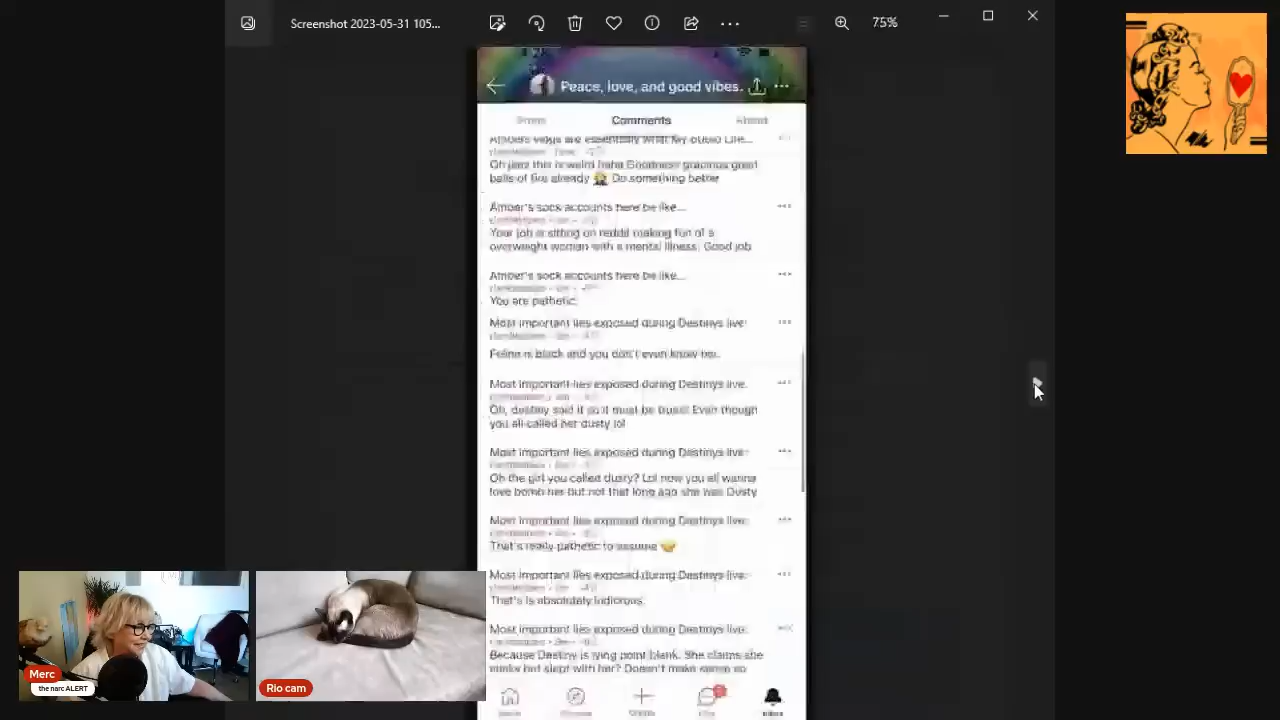 Screenshot 2023-05-31 105...
75%
Peace, love, and good vibes.
Comments
About
Oh jeez this is weird haha Goodness gracious great
balls of fire already Do something better
Amber's sock accounts here be like...
Your job is sitting on reddit making fun of a
overweight woman with a mental illness. Good job
Amber's sock accounts here be like...
You are pathetic.
Most important lies exposed during Destinys live.
is black and you don't even know her.
Most important lies exposed during Destinys live.
Oh, destiny said it so it must be true! Even though
you all called her dusty lol
Most important lies exposed during Destinys live.
Oh the girl you called dusty? Lol now you all wanna
love bomb her but not that long ago she was Dusty
Most important lies exposed during Destinys live.
That's really pathetic to assume
Most important lies exposed during Destinys live.
That's is absolutely ludicrous.
Most important lies exposed during Destinys live.
Because Destiny is lying point blank. She claims she
but slept with her? Doesn't make sense so
Merc
the narc ALERT
Rio cam